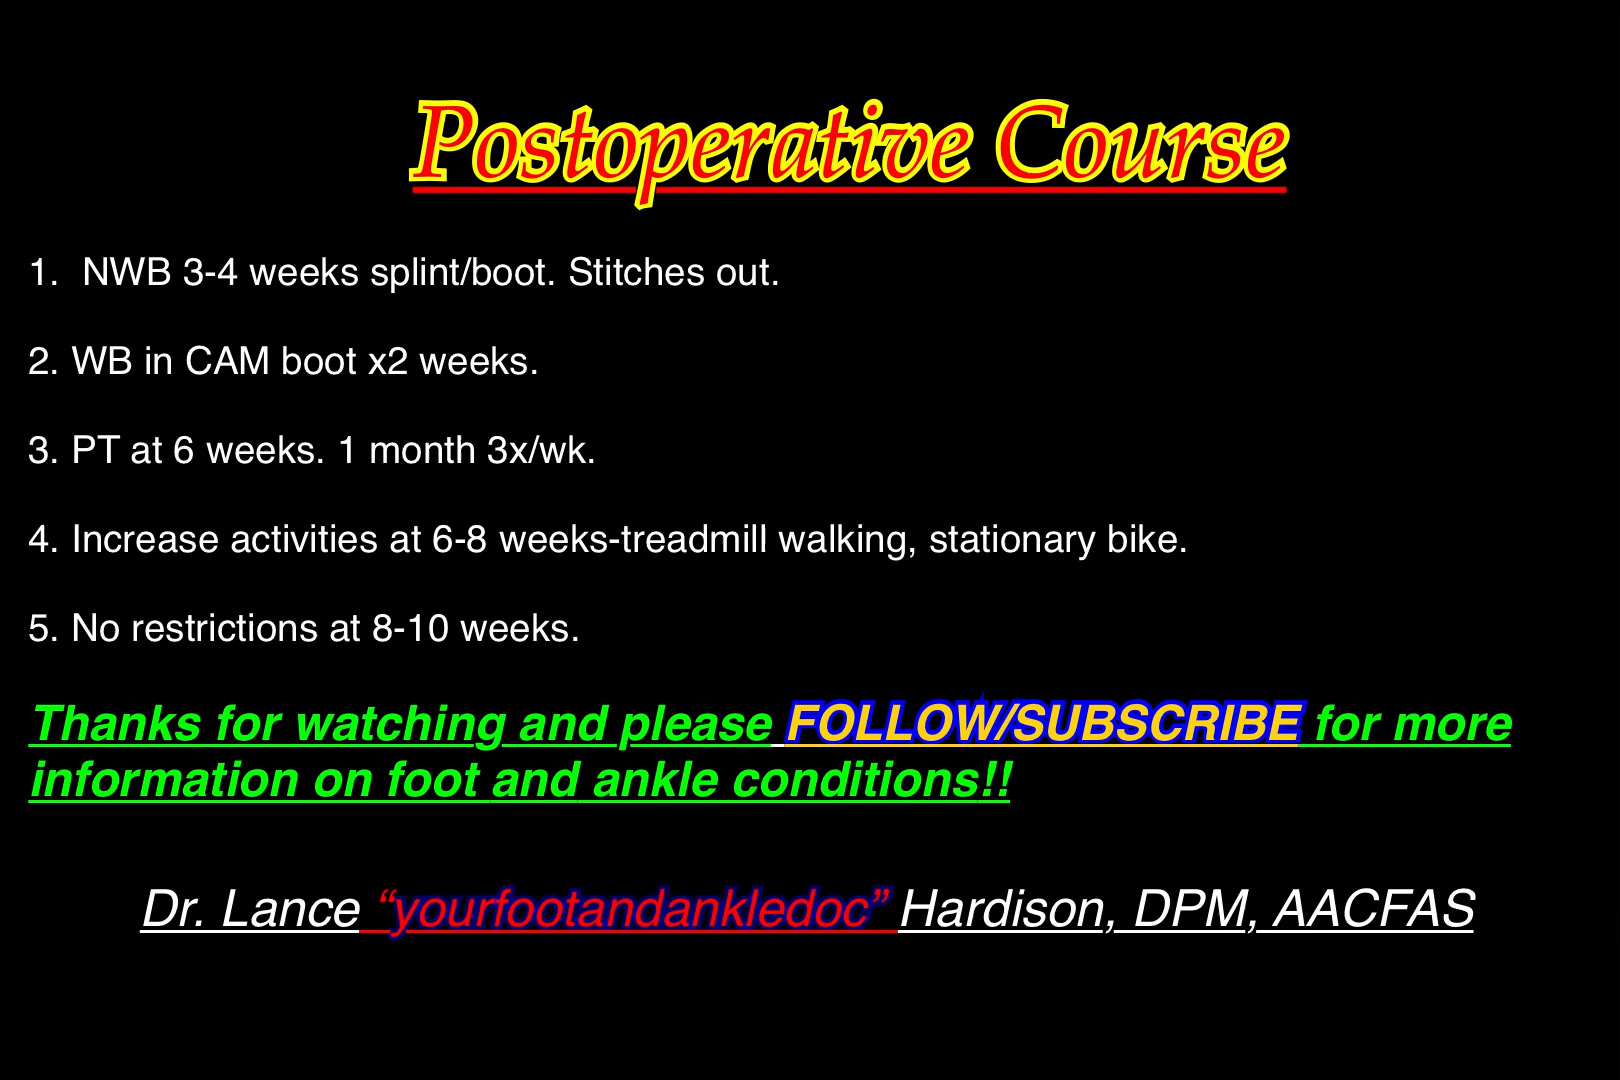 Postoperative Course
1.  NWB 3-4 weeks splint/boot. Stitches out.
2. WB in CAM boot x2 weeks.
3. PT at 6 weeks. 1 month 3x/wk.
4. Increase activities at 6-8 weeks-treadmill walking, stationary bike.
5. No restrictions at 8-10 weeks.
Thanks for watching and please FOLLOW/SUBSCRIBE for more
information on foot and ankle conditions!!
Dr. Lance “yourfootandankledoc” Hardison, DPM, AACFAS